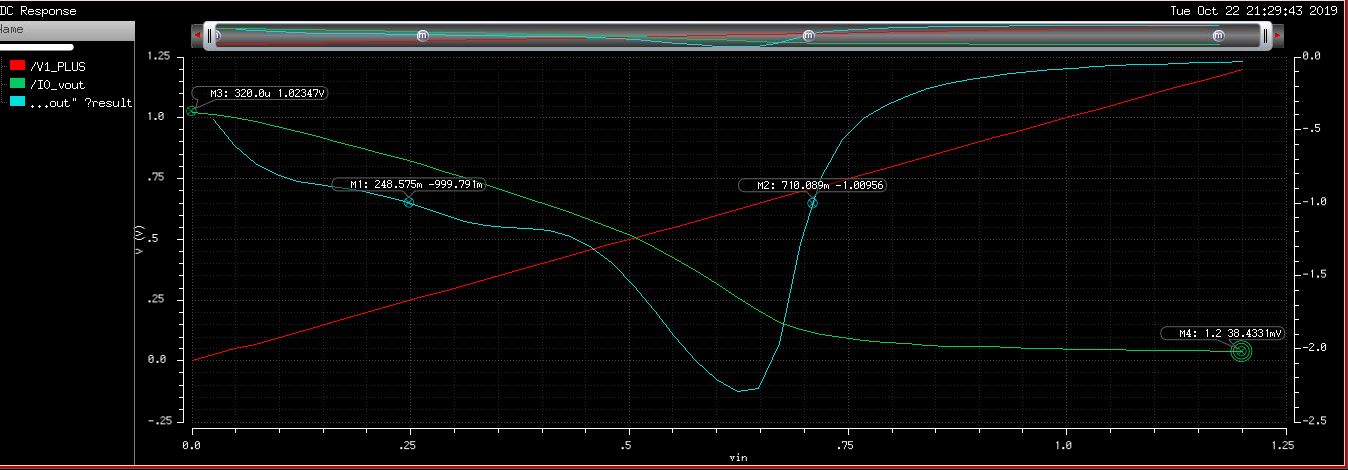 DC Response
Tue Oct 22 21:29:43 2019
Name
/V1_PLUS
/I0_vout
...out" ?result
1.25
1.0
.75
.5
.25
0.0
-.25
V (V)
M3: 320.0u 1.02347V
M1: 248.575m -999.791m
M2: 710.089m -1.00956
M4: 1.2 38.4331mV
0.0
-.5
-1.0
-1.5
-2.0
-2.5
0.0
.25
.5
.75
1.0
1.25
vin